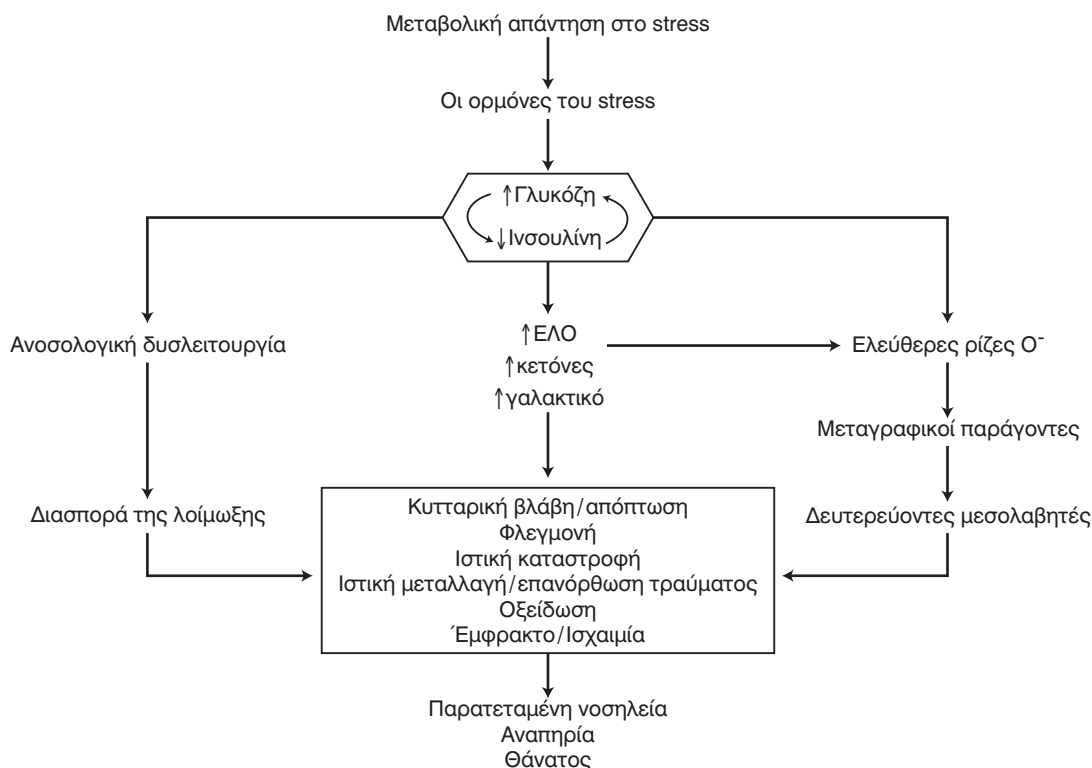 Μεταβολική απάντηση στο stress
Οι ορμόνες του stress
↑Γλυκόζη
↓Ινσουλίνη
Ανοσολογική δυσλειτουργία
↑ΕΛΟ
↑κετόνες
↑γαλακτικό
Ελεύθερες ρίζες Ο⁻
Μεταγραφικοί παράγοντες
Διασπορά της λοίμωξης
Δευτερεύοντες μεσολαβητές
Κυτταρική βλάβη/απόπτωση
Φλεγμονή
Ιστική καταστροφή
Ιστική μεταλλαγή/επανόρθωση τραύματος
Οξείδωση
Έμφρακτο/Ισχαιμία
Παρατεταμένη νοσηλεία
Αναπηρία
Θάνατος